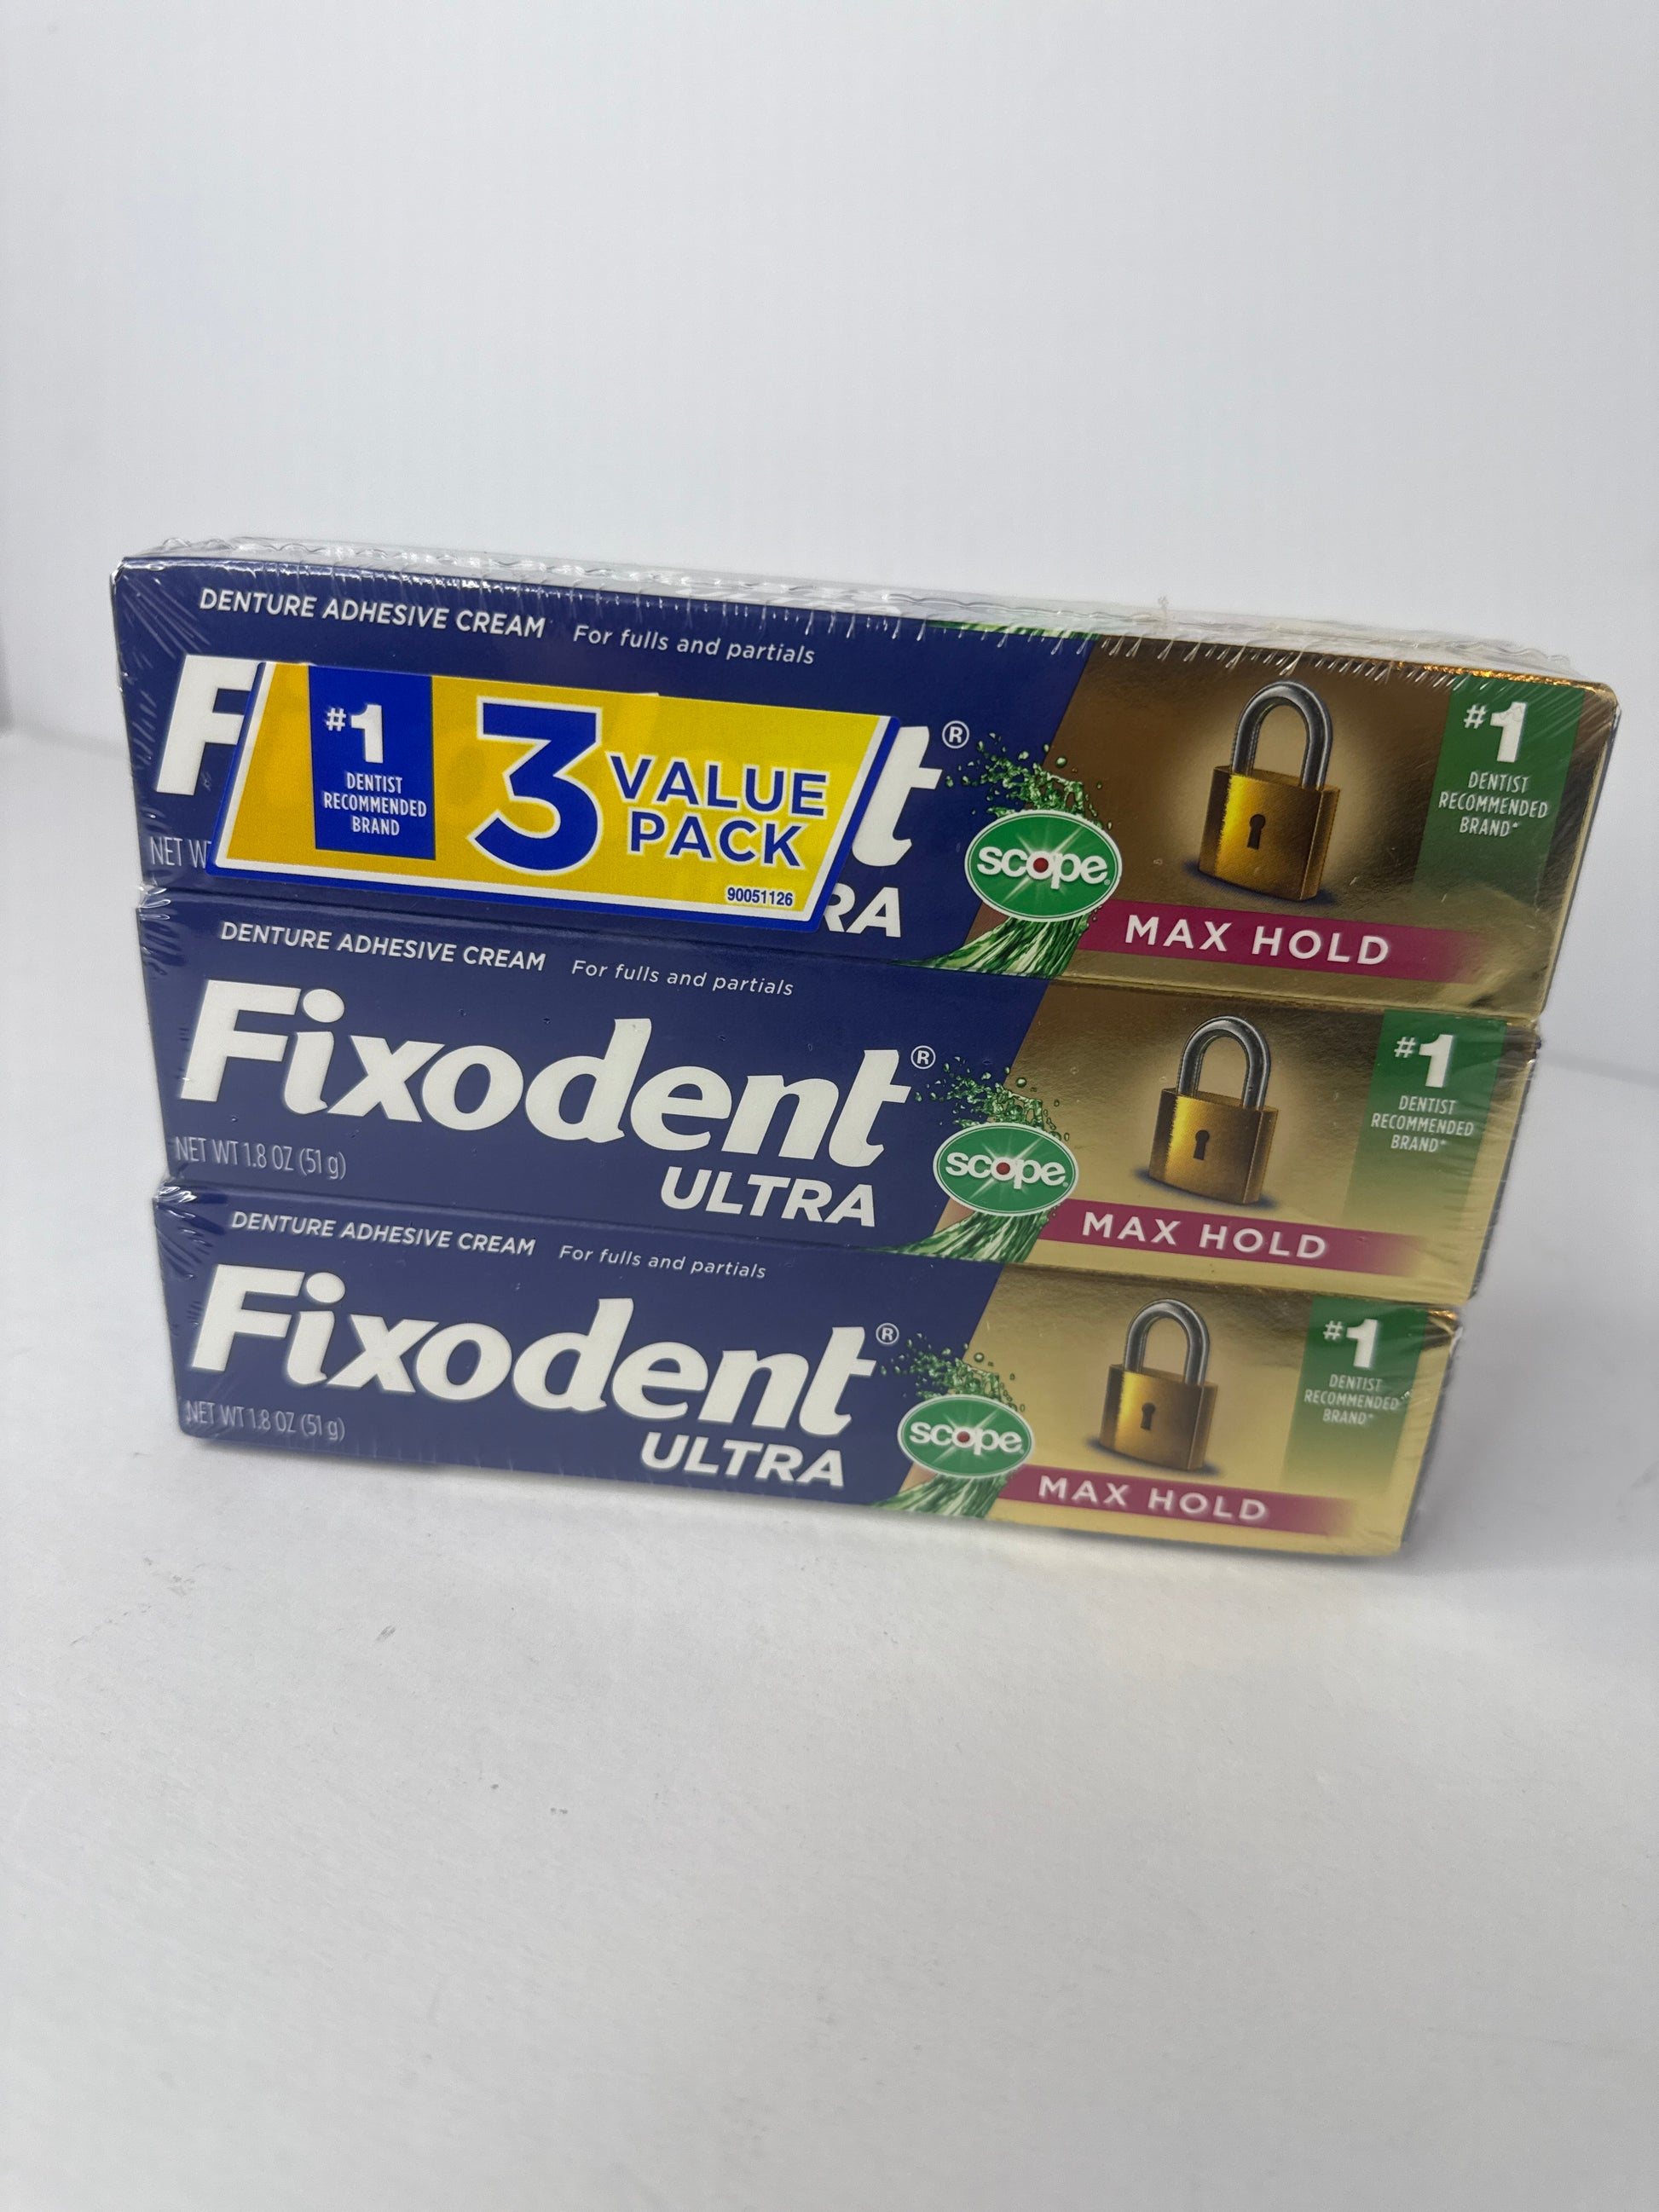 DENTURE ADHESIVE CREAM For fulls and partials
F t®
#1
DENTIST
RECOMMENDED
BRAND
3 VALUE
PACK
90051126
NET W
RA
scope
MAX HOLD
#1
DENTIST
RECOMMENDED
BRAND*
DENTURE ADHESIVE CREAM For fulls and partials
Fixodent®
NET WT 1.8 OZ (51 g)
ULTRA
scope
MAX HOLD
#1
DENTIST
RECOMMENDED
BRAND*
DENTURE ADHESIVE CREAM For fulls and partials
Fixodent®
NET WT 1.8 OZ (51 g)
ULTRA
scope
MAX HOLD
#1
DENTIST
RECOMMENDED
BRAND*